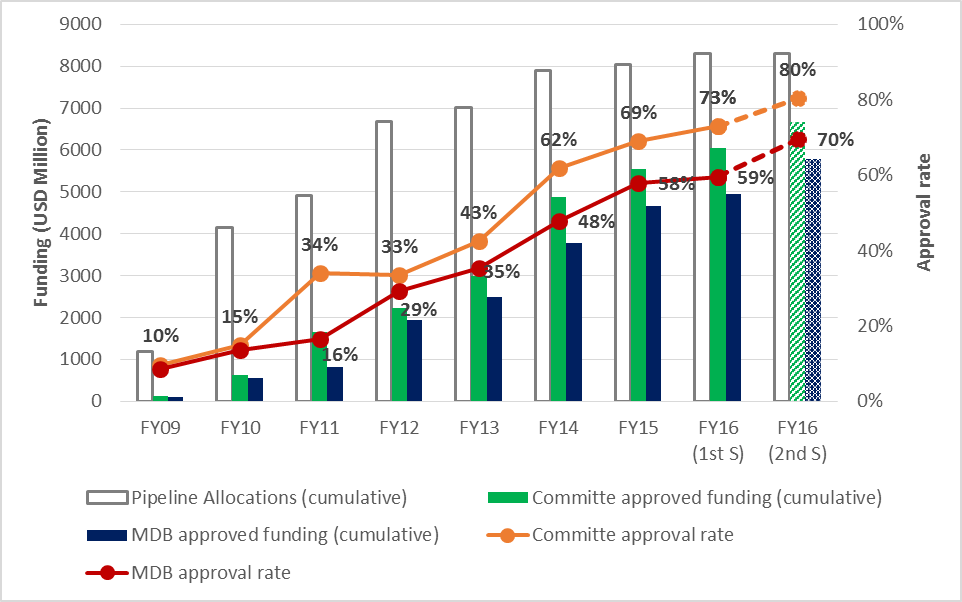 9000
8000
7000
6000
5000
4000
3000
2000
1000
0
Funding (USD Million)
100%
80%
60%
40%
20%
0%
Approval rate
10%
15%
34%
33%
43%
62%
69%
73%
80%
16%
29%
35%
48%
58%
59%
70%
FY09
FY10
FY11
FY12
FY13
FY14
FY15
FY16
(1st S)
FY16
(2nd S)
Pipeline Allocations (cumulative)
Committe approved funding (cumulative)
MDB approved funding (cumulative)
Committe approval rate
MDB approval rate